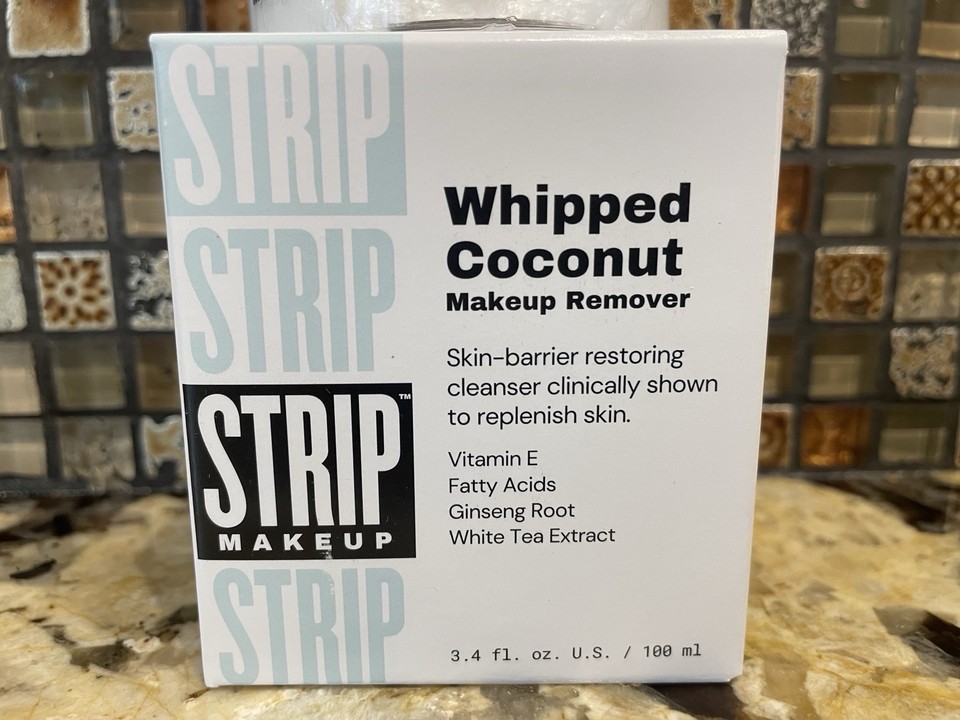 STRIP
STRIP
STRIP™
MAKEUP
STRIP
Whipped
Coconut
Makeup Remover
Skin-barrier restoring
cleanser clinically shown
to replenish skin.
Vitamin E
Fatty Acids
Ginseng Root
White Tea Extract
3.4 fl. oz. U.S. / 100 ml